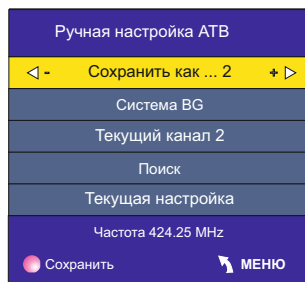 Ручная настройка АТВ
- Сохранить как ... 2 +
Система BG
Текущий канал 2
Поиск
Текущая настройка
Частота 424.25 MHz
Сохранить МЕНЮ